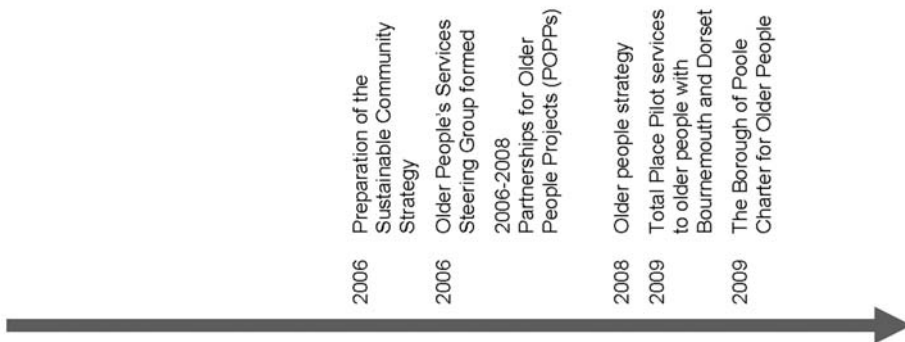 2006 Preparation of the
Sustainable Community
Strategy
2006 Older People's Services
Steering Group formed
2006-2008
Partnerships for Older
People Projects (POPPs)
2008 Older people strategy
2009 Total Place Pilot services
to older people with
Bournemouth and Dorset
2009 The Borough of Poole
Charter for Older People